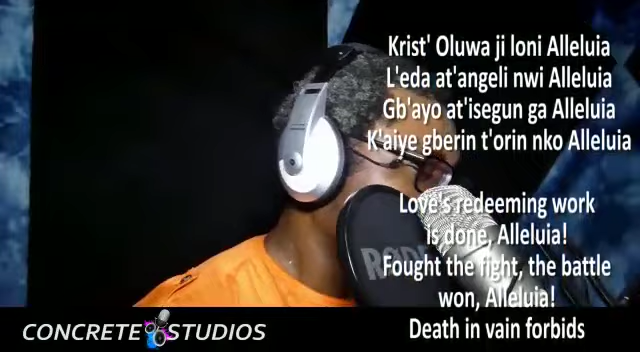 Krist' Oluwa ji loni Alleluia
L'eda at'angeli nwi Alleluia
Gb'ayo at'isegun ga Alleluia
K'aiye gberin t'orin nko Alleluia
Love's redeeming work
is done, Alleluia!
Fought the fight, the battle
won, Alleluia!
Death in vain forbids
RODE
CONCRETE STUDIOS